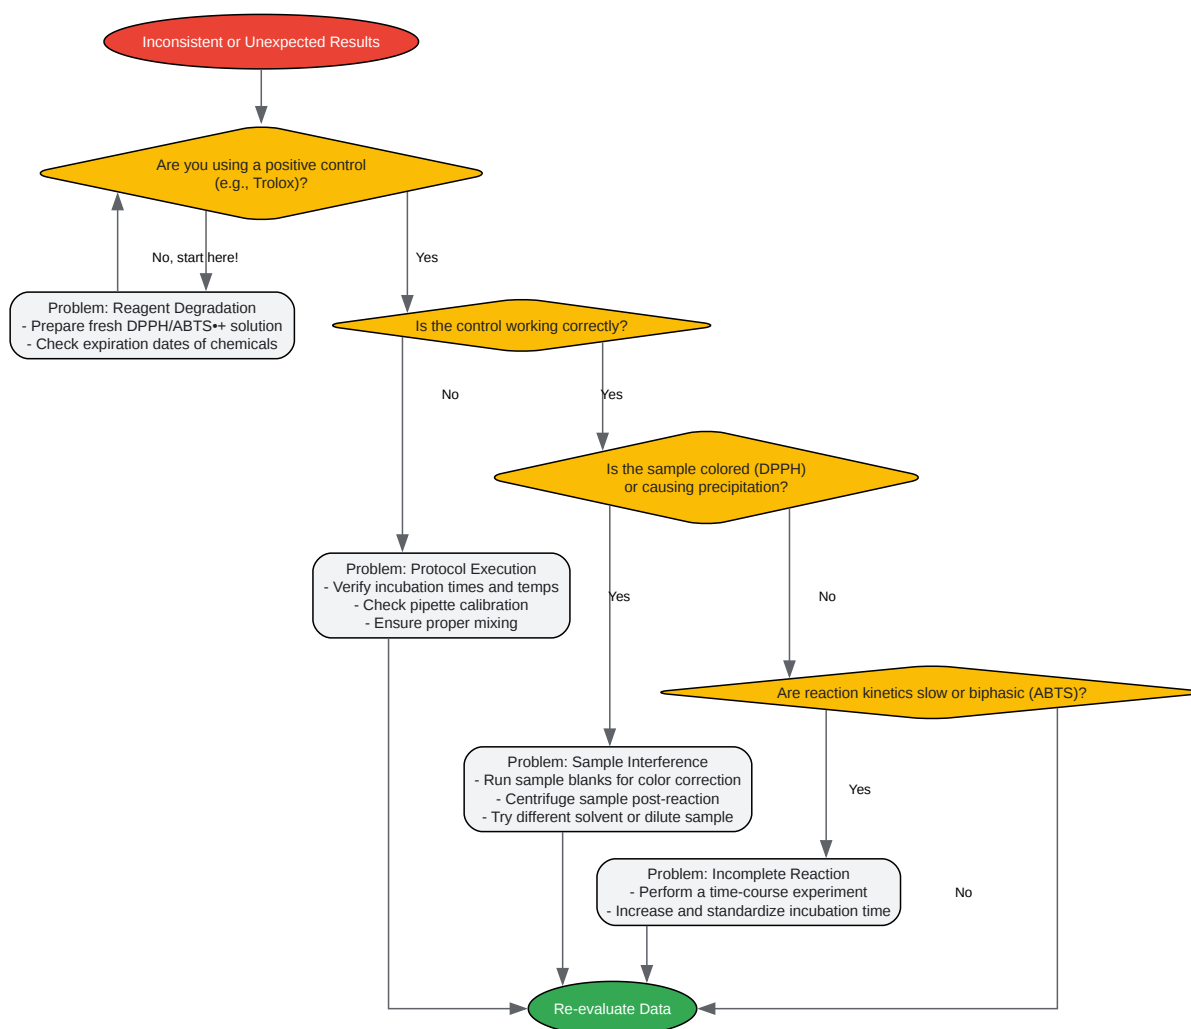 Inconsistent or Unexpected Results
Are you using a positive control
(e.g., Trolox)?
No, start here!
Yes
Problem: Reagent Degradation
- Prepare fresh DPPH/ABTS•+ solution
- Check expiration dates of chemicals
Is the control working correctly?
No
Yes
Is the sample colored (DPPH)
or causing precipitation?
Problem: Protocol Execution
- Verify incubation times and temps
- Check pipette calibration
- Ensure proper mixing
Yes
No
Are reaction kinetics slow or biphasic (ABTS)?
Problem: Sample Interference
- Run sample blanks for color correction
- Centrifuge sample post-reaction
- Try different solvent or dilute sample
Yes
Problem: Incomplete Reaction
- Perform a time-course experiment
- Increase and standardize incubation time
No
Re-evaluate Data